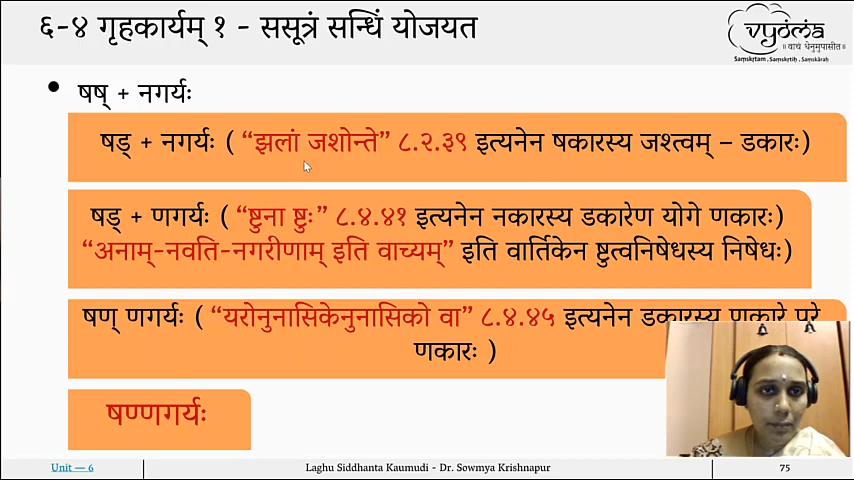 ६-४ गृहकार्यम् १ - ससूत्रं सन्धिं योजयत
vyoma
॥ वाचं धेनुमुपासीत ॥
Saṃskṛtam . Saṃskṛtiḥ . Saṃskārāḥ
• षष् + नगर्यः
षड् + नगर्यः ( “झलां जशोन्ते” ८.२.३९ इत्यनेन षकारस्य जश्त्वम् – डकारः)
षड् + णगर्यः ( “ष्टुना ष्टुः” ८.४.४१ इत्यनेन नकारस्य डकारेण योगे णकारः)
“अनाम्-नवति-नगरीणाम् इति वाच्यम्” इति वार्तिकेन ष्टुत्वनिषेधस्य निषेधः)
षण् णगर्यः ( “यरोनुनासिकेनुनासिको वा” ८.४.४५ इत्यनेन डकारस्य णकारे परे
णकारः )
षण्णगर्यः
Unit — 6
Laghu Siddhanta Kaumudi - Dr. Sowmya Krishnapur
75